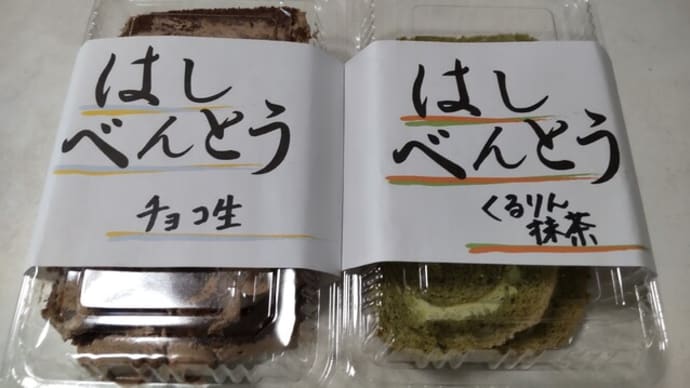 はし
べんとう
チョコ生
はし
べんとう
くるりん
抹茶